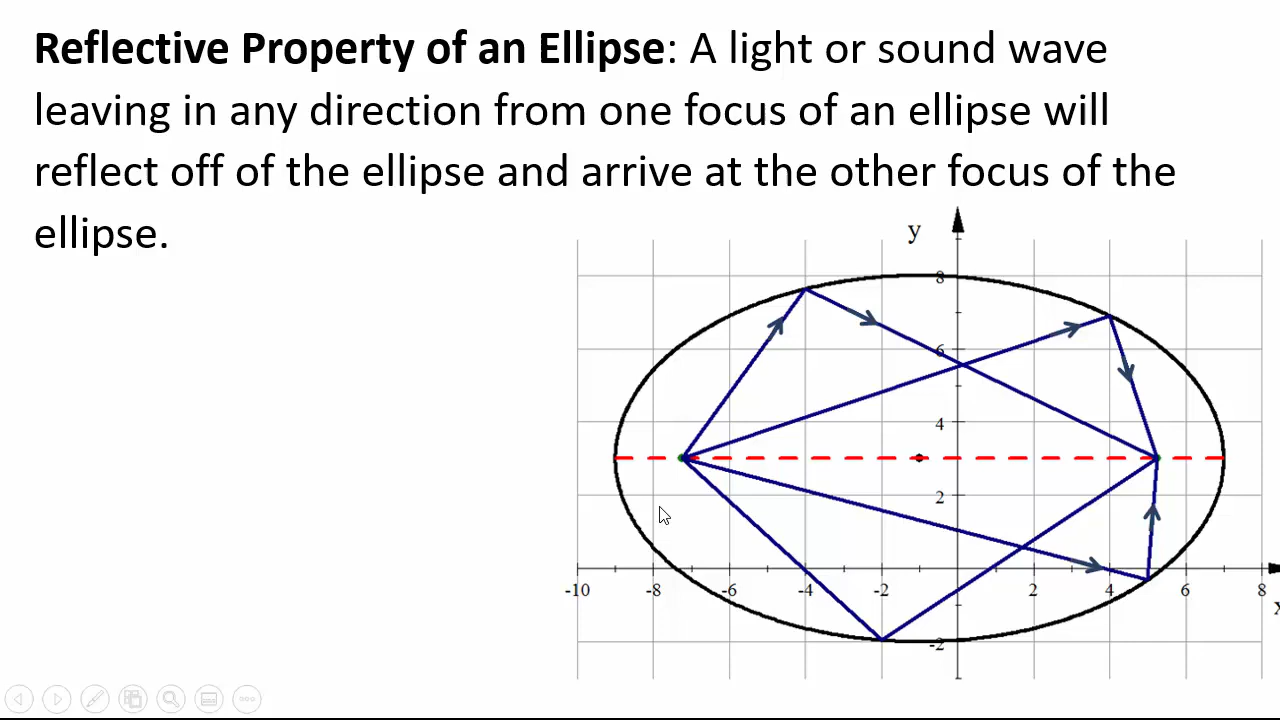 Reflective Property of an Ellipse: A light or sound wave
leaving in any direction from one focus of an ellipse will
reflect off of the ellipse and arrive at the other focus of the
ellipse.
y
8
6
4
2
-10 -8 -6 -4 -2 2 4 6 8
x
-2